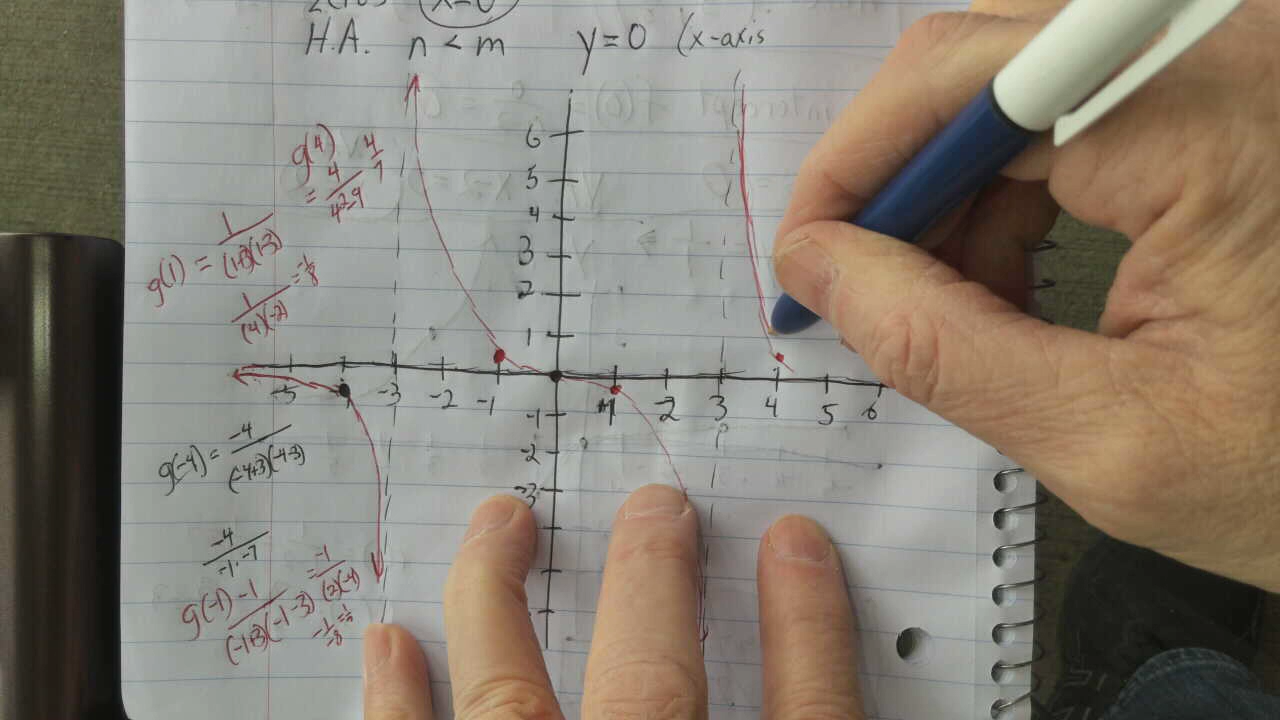 x=0
H.A. n < m y=0 (x-axis
g(4) 4/7
= 4/4²-9
g(1) = 1/(1+3)(1-3)
1/(4)(-2) = 1/-8
6
5
4
3
2
1
-5 -3 -2 -1 1 2 3 4 5 6
-1
-2
-3
g(-4) = -4/(-4+3)(-4-3)
-4/-1·-7
g(-1) -1/(-1+3)(-1-3) = -1/(2)(-4)
-1/-8 = 1/8